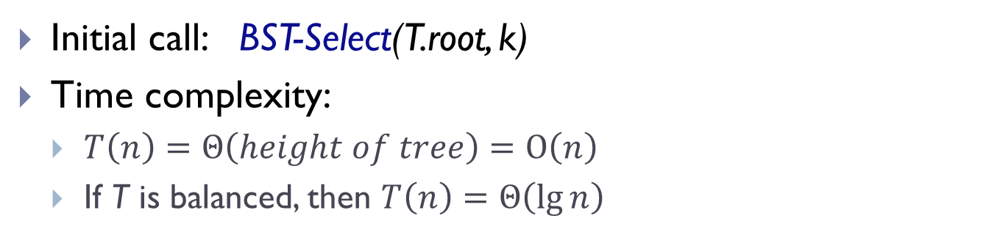 Initial call: BST-Select(T.root, k)
Time complexity:
T(n) = Θ(height of tree) = O(n)
If T is balanced, then T(n) = Θ(lg n)